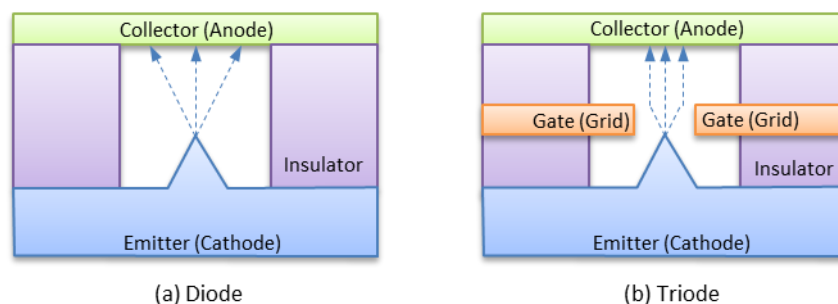 Collector (Anode)
Insulator
Emitter (Cathode)
(a) Diode
Collector (Anode)
Gate (Grid)
Gate (Grid)
Insulator
Emitter (Cathode)
(b) Triode